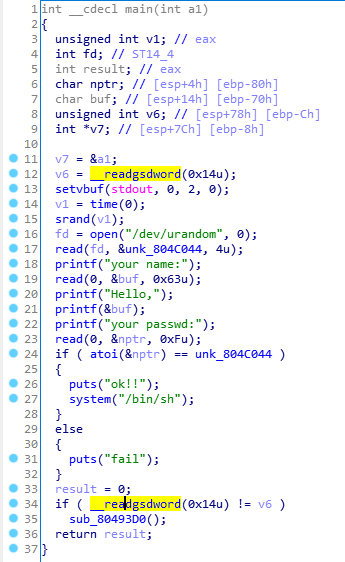 1 int __cdecl main(int a1)
2 {
3 unsigned int v1; // eax
4 int fd; // ST14_4
5 int result; // eax
6 char nptr; // [esp+4h] [ebp-80h]
7 char buf; // [esp+14h] [ebp-70h]
8 unsigned int v6; // [esp+78h] [ebp-Ch]
9 int *v7; // [esp+7Ch] [ebp-8h]
10
11 v7 = &a1;
12 v6 = __readgsdword(0x14u);
13 setvbuf(stdout, 0, 2, 0);
14 v1 = time(0);
15 srand(v1);
16 fd = open("/dev/urandom", 0);
17 read(fd, &unk_804C044, 4u);
18 printf("your name:");
19 read(0, &buf, 0x63u);
20 printf("Hello,");
21 printf(&buf);
22 printf("your passwd:");
23 read(0, &nptr, 0xFu);
24 if ( atoi(&nptr) == unk_804C044 )
25 {
26 puts("ok!!");
27 system("/bin/sh");
28 }
29 else
30 {
31 puts("fail");
32 }
33 result = 0;
34 if ( __readgsdword(0x14u) != v6 )
35 sub_80493D0();
36 return result;
37 }